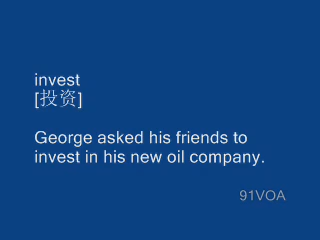 invest
[投资]
George asked his friends to
invest in his new oil company.
91VOA